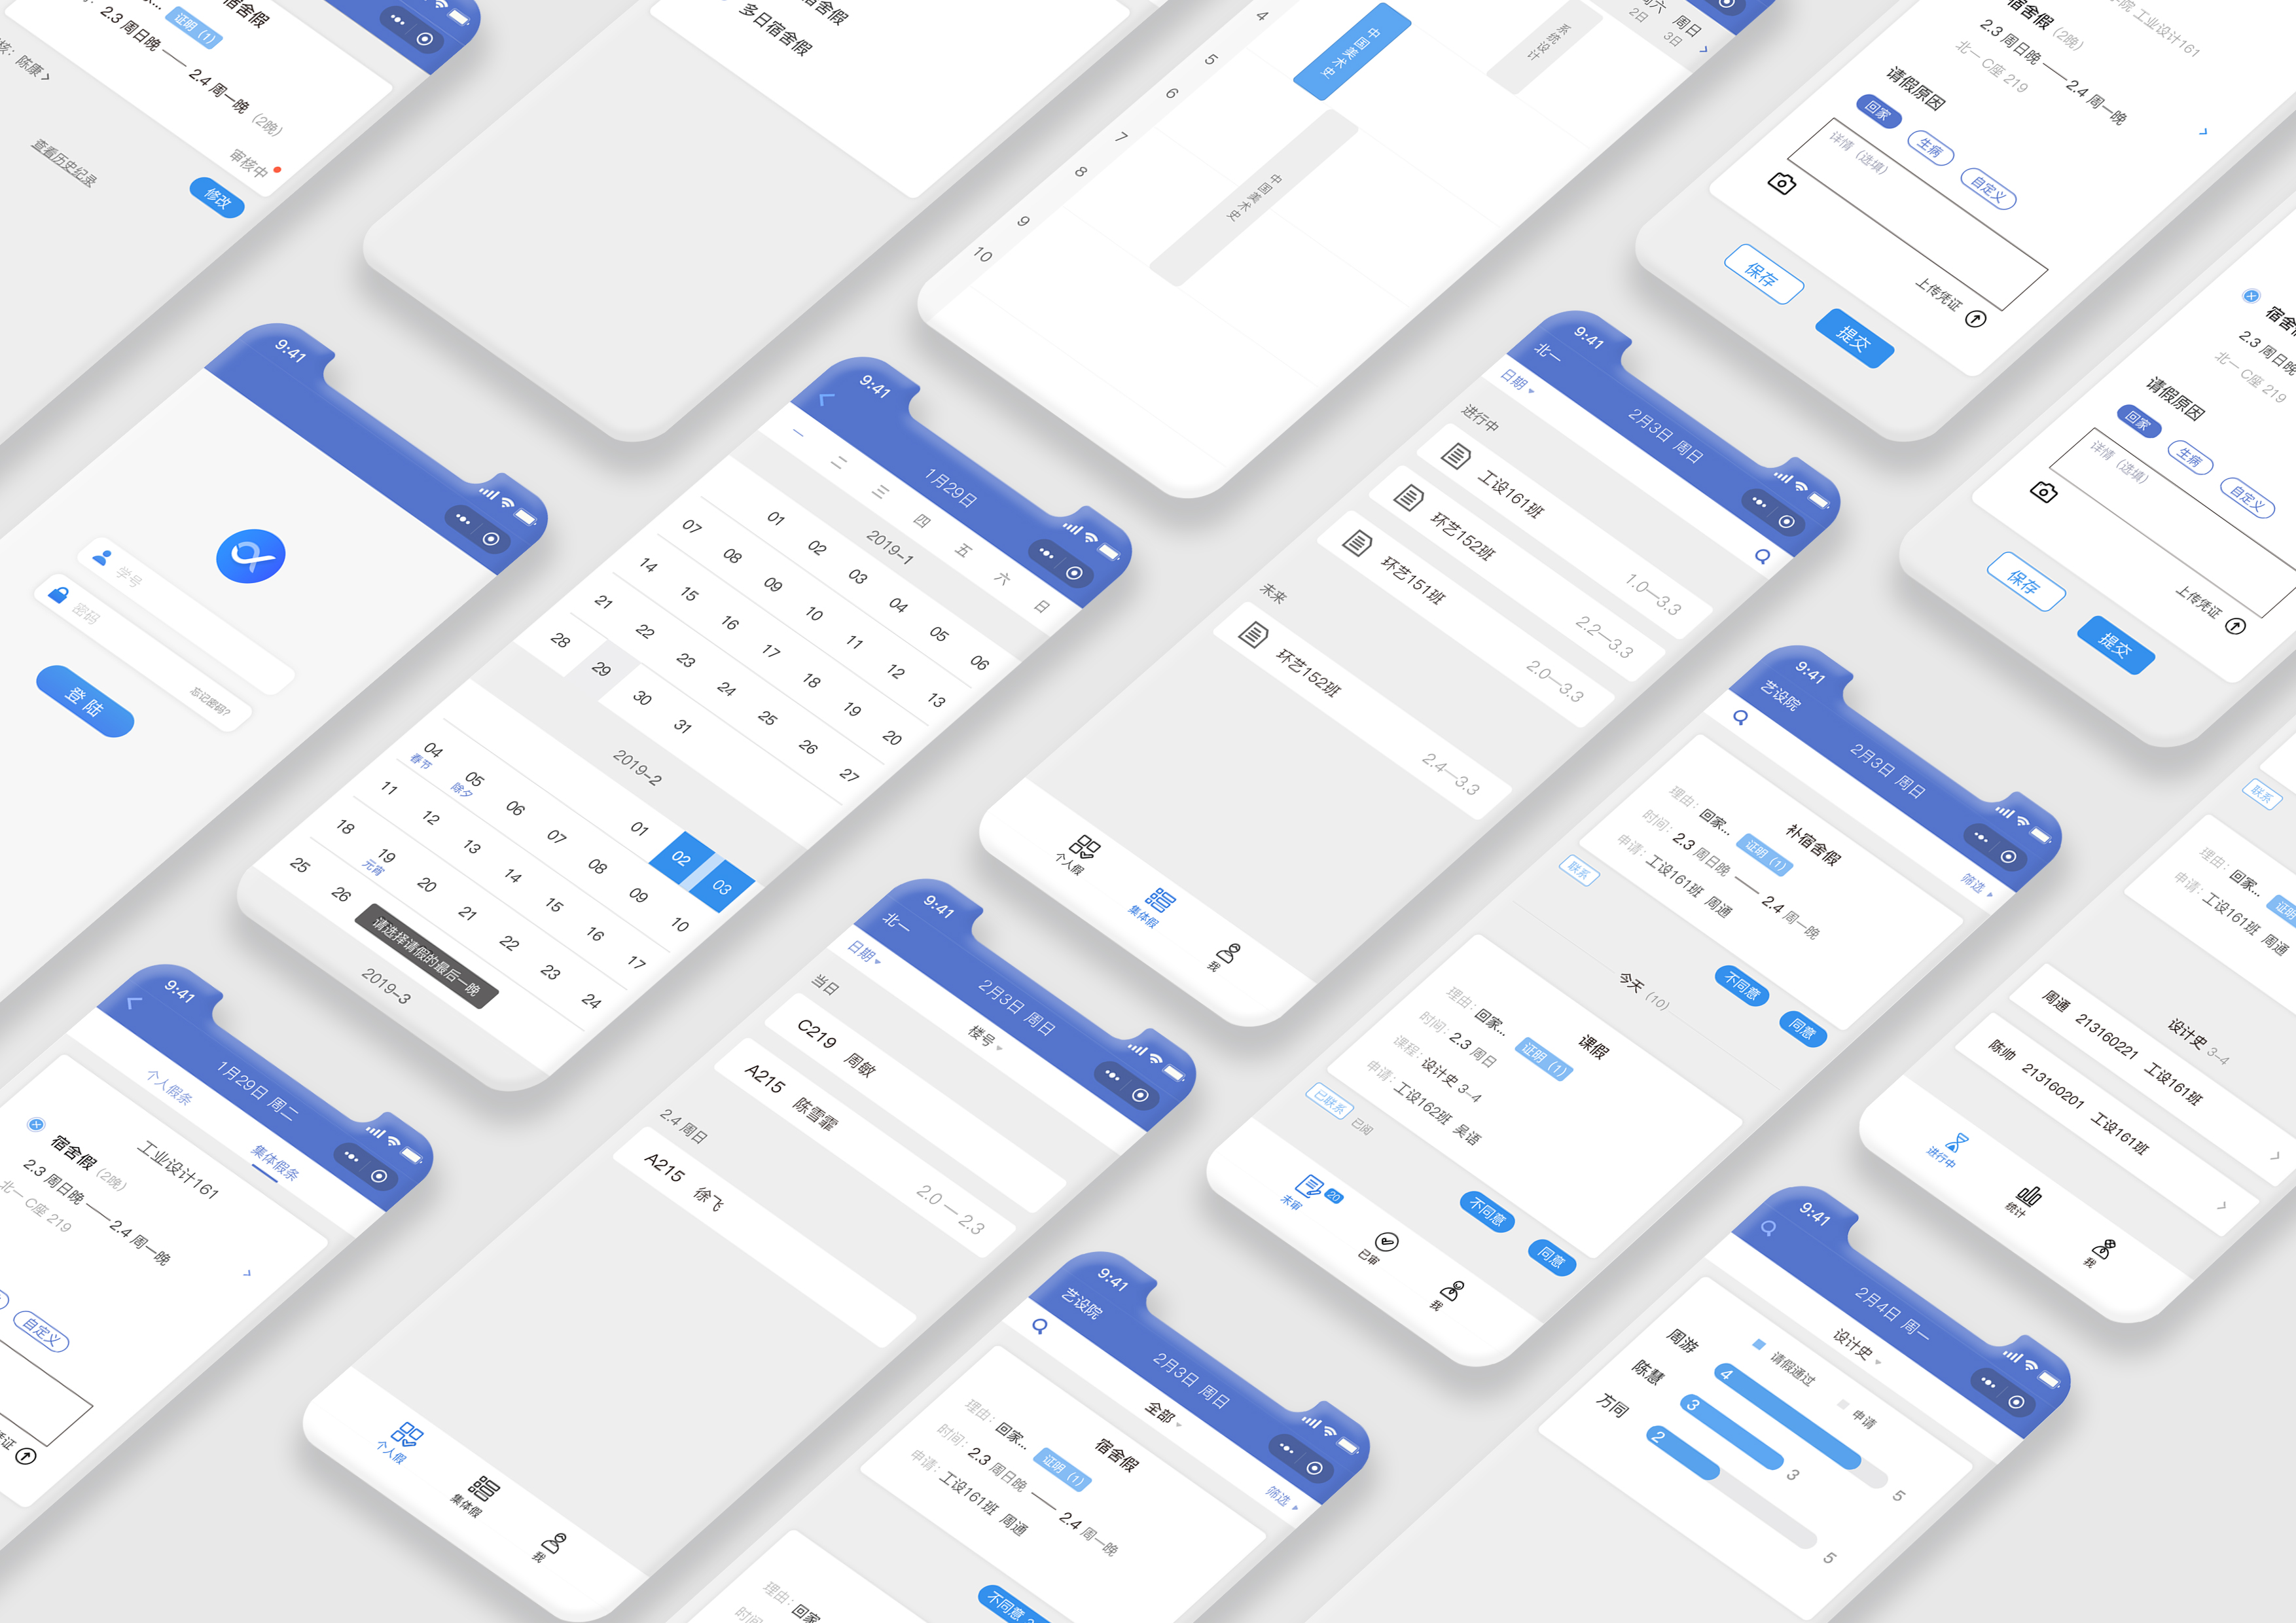 宿舍假
证明 (1)
2.3 周日晚 —— 2.4 周一晚 (2晚)
陈康
审核中
查看历史纪录
修改
多日宿舍假
4
5
6
7
8
9
10
中国美术史
中国美术史
系统设计
周日
2日
3日
工业设计161
宿舍假 (2晚)
2.3 周日晚 —— 2.4 周一晚
北一 C座 219
请假原因
回家
生病
自定义
详情 (选填)
上传凭证
保存
提交
2.3 周日晚
北一 C座 219
请假原因
回家
生病
自定义
详情 (选填)
上传凭证
保存
提交
9:41
学号
密码
忘记密码?
登 陆
9:41
1月29日
一 二 三 四 五 六 日
2019-1
01 02 03 04 05 06
07 08 09 10 11 12 13
14 15 16 17 18 19 20
21 22 23 24 25 26 27
28 29 30 31
2019-2
01 02 03
04 05 06 07 08 09 10
春节 除夕
11 12 13 14 15 16 17
18 19 20 21 22 23 24
元宵
25 26
请选择请假的最后一晚
2019-3
9:41
北一
2月3日 周日
日期
进行中
工设161班 1.0—3.3
环艺152班 2.2—3.3
环艺151班 2.0—3.3
未来
环艺152班 2.4—3.3
个人假
集体假
我
9:41
艺设院
2月3日 周日
筛选
补宿舍假
理由: 回家... 证明 (1)
时间: 2.3 周日晚 —— 2.4 周一晚
申请: 工设161班 周通
联系
不同意
同意
今天 (10)
课假
理由: 回家... 证明 (1)
时间: 2.3 周日
课程: 设计史 3-4
申请: 工设162班 吴语
已联系 已阅
不同意
同意
未审 20
已审
我
联系
理由: 回家... 证明
申请: 工设161班 周通
设计史 3-4
周通 213160221 工设161班
陈帅 213160201 工设161班
进行中
统计
我
9:41
1月29日 周二
个人假条
集体假条
工业设计161
宿舍假 (2晚)
2.3 周日晚 —— 2.4 周一晚
北一 C座 219
自定义
9:41
北一
2月3日 周日
日期
楼号
当日
C219 周敏
A215 陈雪霏 2.0 — 2.3
2.4 周日
A215 徐飞
个人假
集体假
我
9:41
艺设院
2月3日 周日
全部
筛选
宿舍假
理由: 回家... 证明 (1)
时间: 2.3 周日晚 —— 2.4 周一晚
申请: 工设161班 周通
不同意
理由: 回家
9:41
2月4日 周一
设计史
请假通过
申请
周游 4 5
陈慧 3 3
方同 2 5